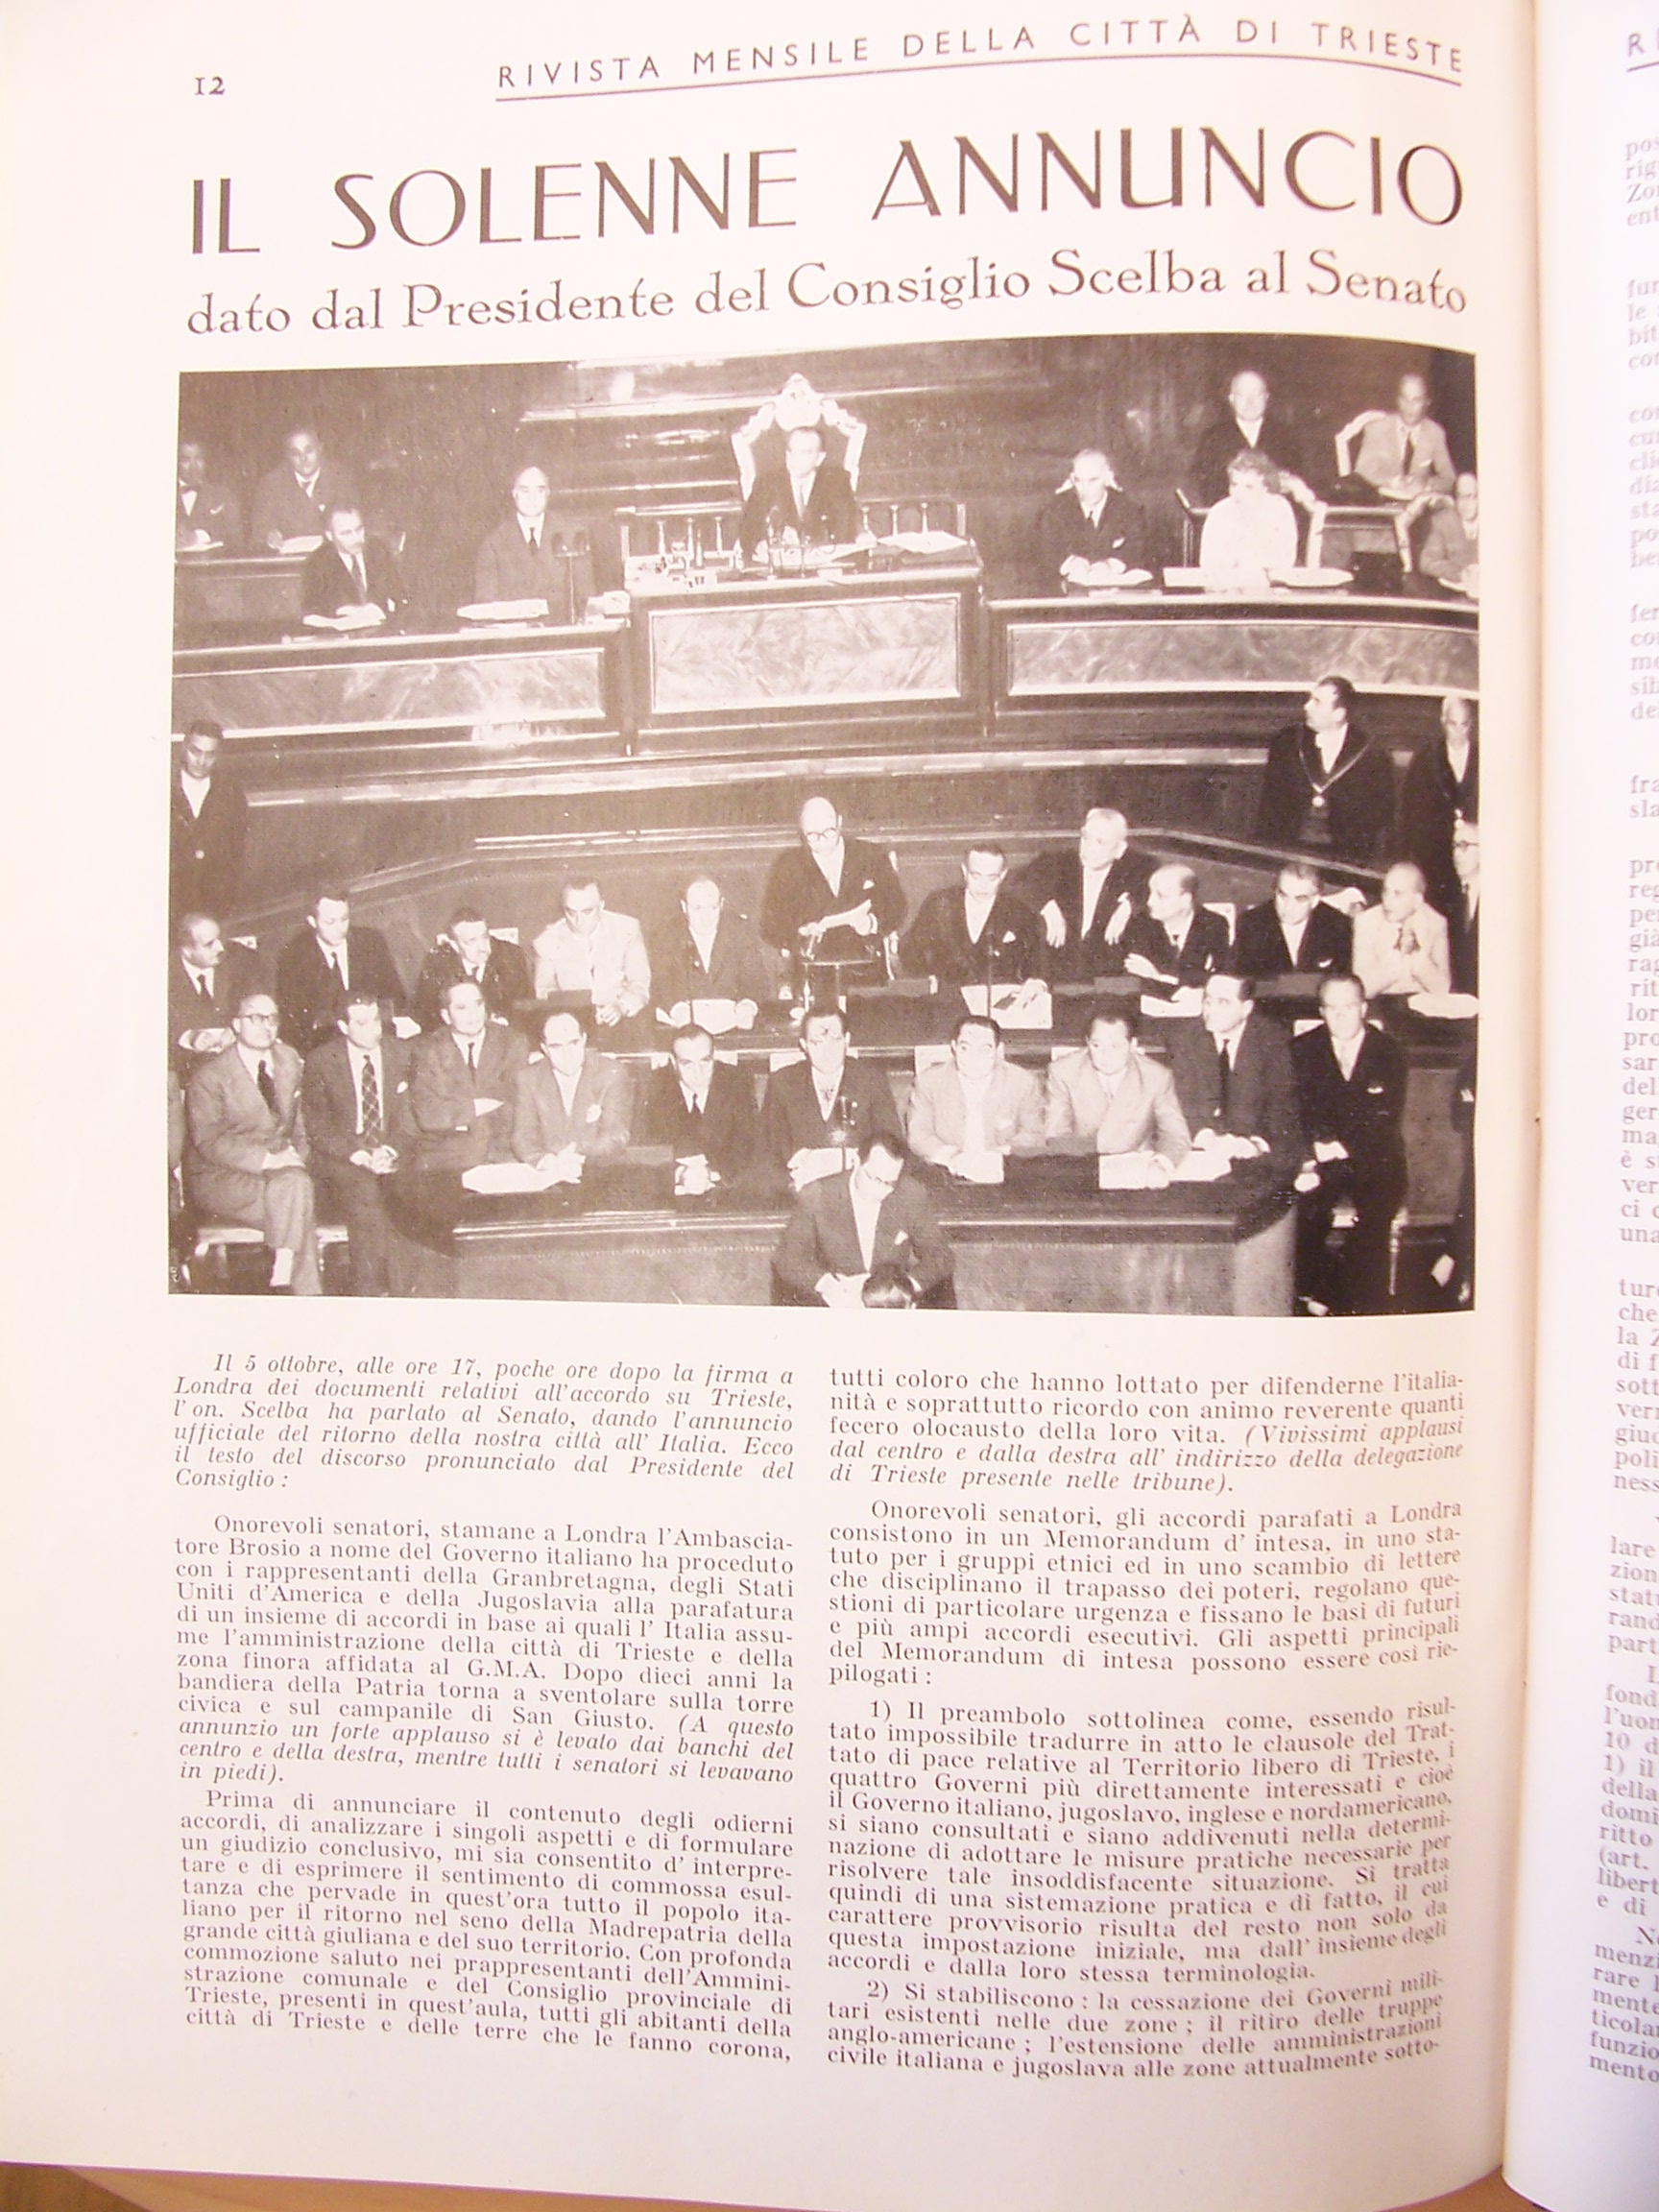 12
RIVISTA MENSILE DELLA CITTÀ DI TRIESTE
IL SOLENNE ANNUNCIO
dato dal Presidente del Consiglio Scelba al Senato
Il 5 ottobre, alle ore 17, poche ore dopo la firma a
Londra dei documenti relativi all'accordo su Trieste,
l'on. Scelba ha parlato al Senato, dando l'annuncio
ufficiale del ritorno della nostra città all' Italia. Ecco
il testo del discorso pronunciato dal Presidente del
Consiglio :
Onorevoli senatori, stamane a Londra l'Ambascia-
tore Brosio a nome del Governo italiano ha proceduto
con i rappresentanti della Granbretagna, degli Stati
Uniti d'America e della Jugoslavia alla parafatura
di un insieme di accordi in base ai quali l' Italia assu-
me l'amministrazione della città di Trieste e della
zona finora affidata al G.M.A. Dopo dieci anni la
bandiera della Patria torna a sventolare sulla torre
civica e sul campanile di San Giusto. (A questo
annunzio un forte applauso si è levato dai banchi del
centro e della destra, mentre tutti i senatori si levavano
in piedi).
Prima di annunciare il contenuto degli odierni
accordi, di analizzare i singoli aspetti e di formulare
un giudizio conclusivo, mi sia consentito d' interpre-
tare e di esprimere il sentimento di commossa esul-
tanza che pervade in quest'ora tutto il popolo ita-
liano per il ritorno nel seno della Madrepatria della
grande città giuliana e del suo territorio. Con profonda
commozione saluto nei prappresentanti dell'Ammini-
strazione comunale e del Consiglio provinciale di
Trieste, presenti in quest'aula, tutti gli abitanti della
città di Trieste e delle terre che le fanno corona,
tutti coloro che hanno lottato per difenderne l'italia-
nità e soprattutto ricordo con animo reverente quanti
fecero olocausto della loro vita. (Vivissimi applausi
dal centro e dalla destra all' indirizzo della delegazione
di Trieste presente nelle tribune).
Onorevoli senatori, gli accordi parafati a Londra
consistono in un Memorandum d' intesa, in uno sta-
tuto per i gruppi etnici ed in uno scambio di lettere
che disciplinano il trapasso dei poteri, regolano que-
stioni di particolare urgenza e fissano le basi di futuri
e più ampi accordi esecutivi. Gli aspetti principali
del Memorandum di intesa possono essere così rie-
pilogati :
1) Il preambolo sottolinea come, essendo risul-
tato impossibile tradurre in atto le clausole del Trat-
tato di pace relative al Territorio libero di Trieste, i
quattro Governi più direttamente interessati e cioè
il Governo italiano, jugoslavo, inglese e nordamericano,
si siano consultati e siano addivenuti nella determi-
nazione di adottare le misure pratiche necessarie per
risolvere tale insoddisfacente situazione. Si tratta
quindi di una sistemazione pratica e di fatto, il cui
carattere provvisorio risulta del resto non solo da
questa impostazione iniziale, ma dall' insieme degli
accordi e dalla loro stessa terminologia.
2) Si stabiliscono : la cessazione dei Governi mili-
tari esistenti nelle due zone ; il ritiro delle truppe
anglo-americane ; l'estensione delle amministrazioni
civile italiana e jugoslava alle zone attualmente sotto-